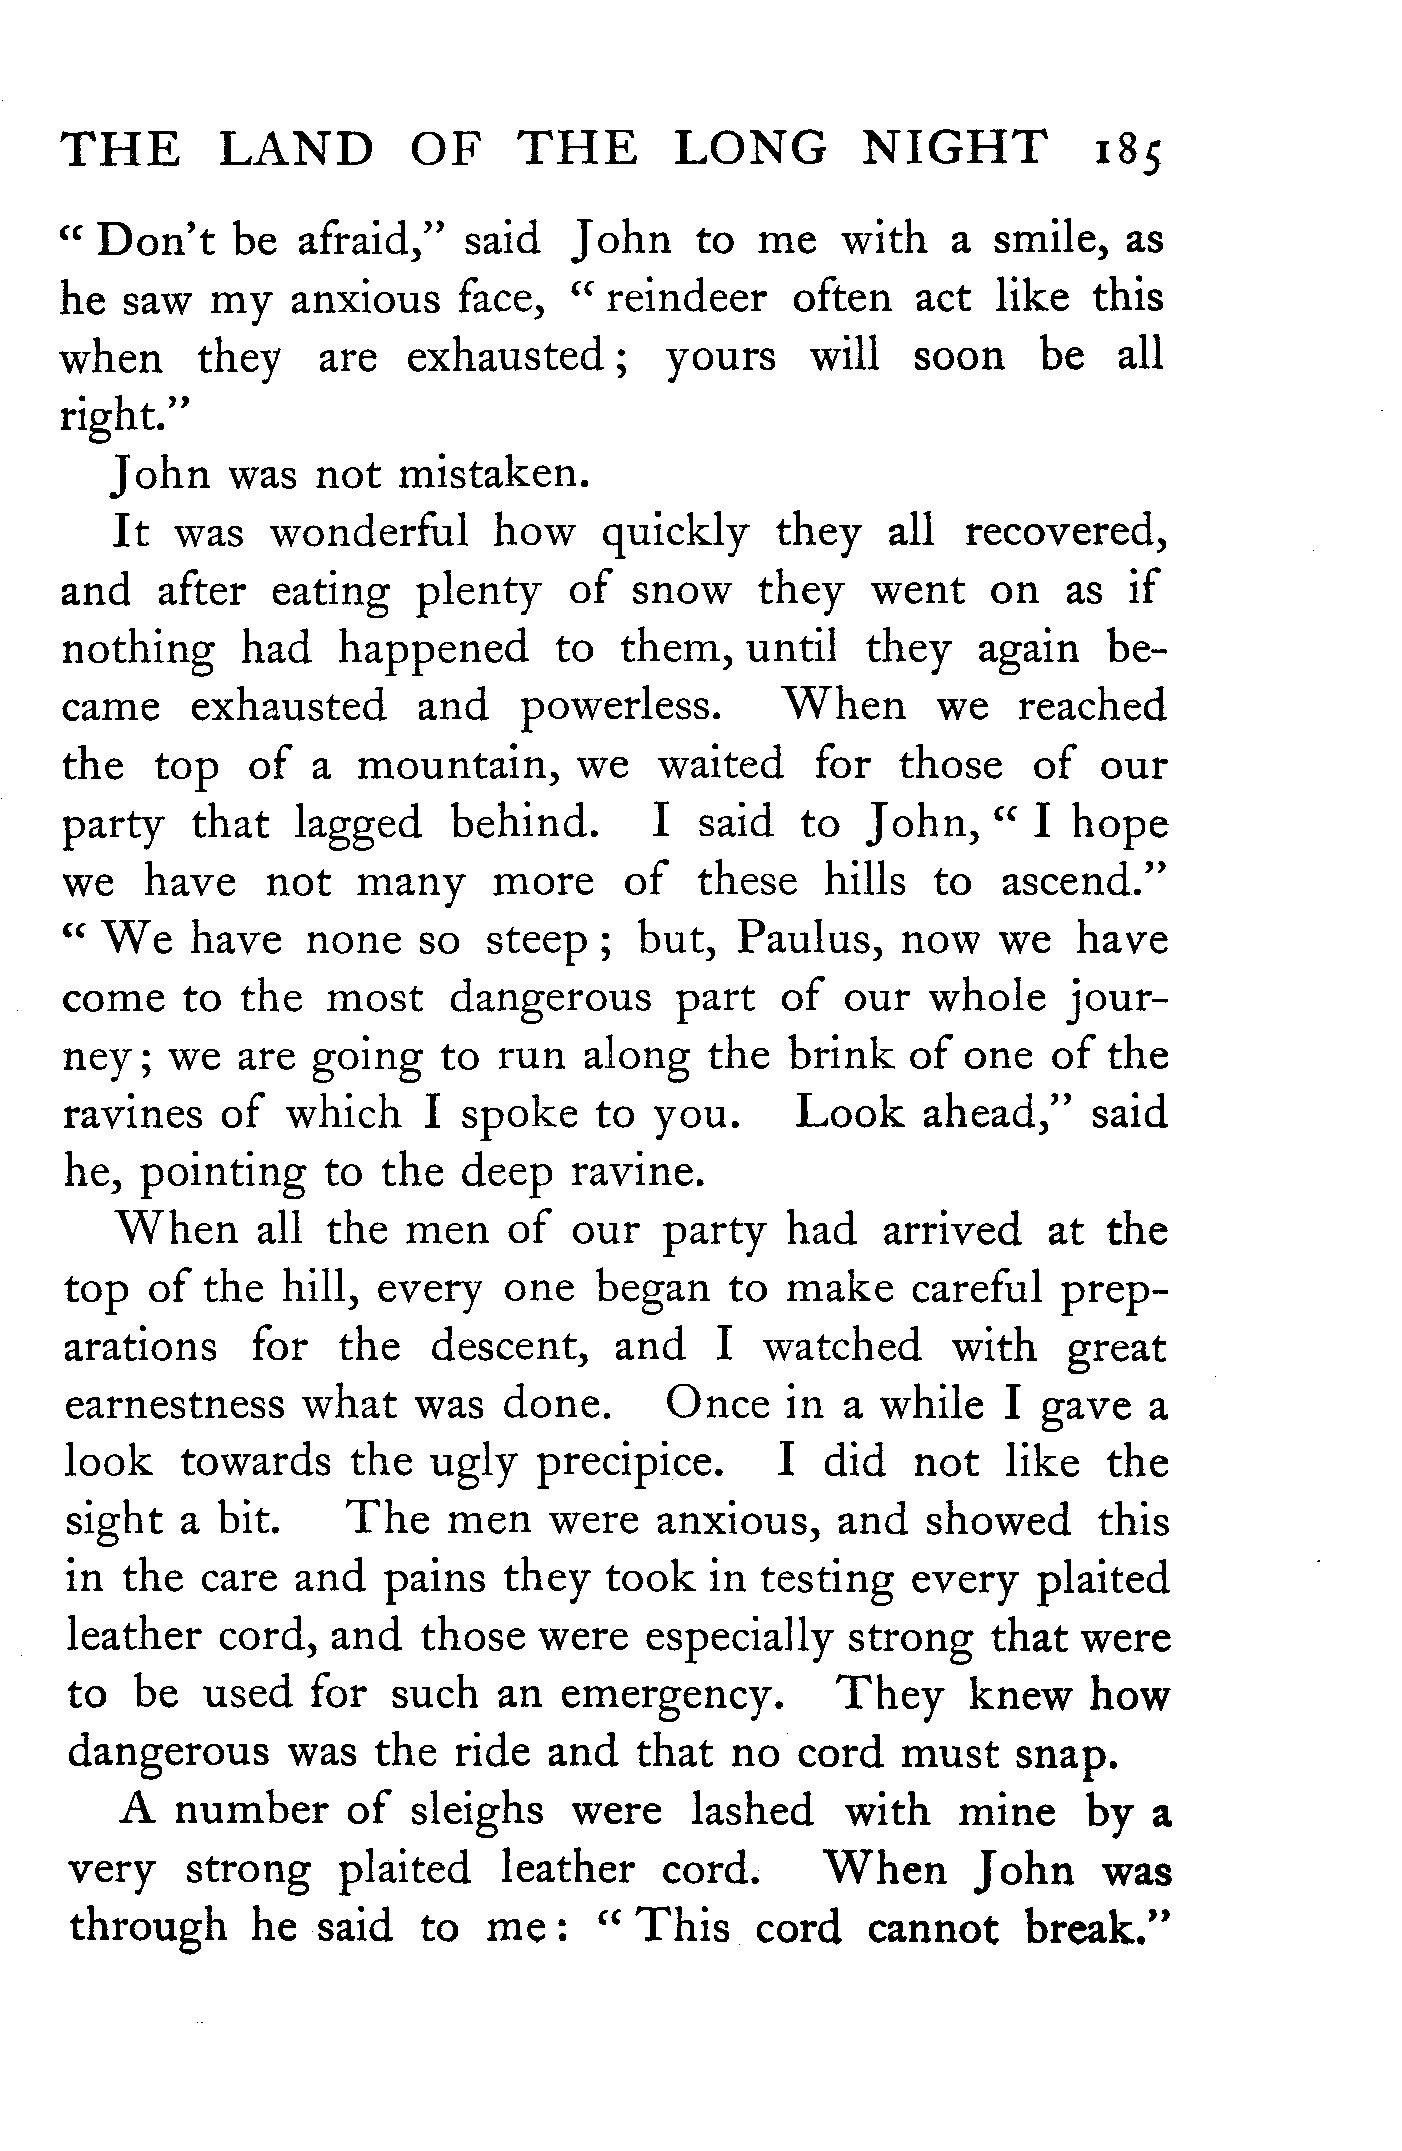 THE LAND OF THE LONG NIGHT 185
“ Don’t be afraid,” said John to me with a smile, as
he saw my anxious face, “ reindeer often act like this
when they are exhausted ; yours will soon be all
right.”
John was not mistaken.
It was wonderful how quickly they all recovered,
and after eating plenty of snow they went on as if
nothing had happened to them, until they again be-
came exhausted and powerless. When we reached
the top of a mountain, we waited for those of our
party that lagged behind. I said to John, “ I hope
we have not many more of these hills to ascend.”
“ We have none so steep ; but, Paulus, now we have
come to the most dangerous part of our whole jour-
ney ; we are going to run along the brink of one of the
ravines of which I spoke to you. Look ahead,” said
he, pointing to the deep ravine.
When all the men of our party had arrived at the
top of the hill, every one began to make careful prep-
arations for the descent, and I watched with great
earnestness what was done. Once in a while I gave a
look towards the ugly precipice. I did not like the
sight a bit. The men were anxious, and showed this
in the care and pains they took in testing every plaited
leather cord, and those were especially strong that were
to be used for such an emergency. They knew how
dangerous was the ride and that no cord must snap.
A number of sleighs were lashed with mine by a
very strong plaited leather cord. When John was
through he said to me : “ This cord cannot break.”